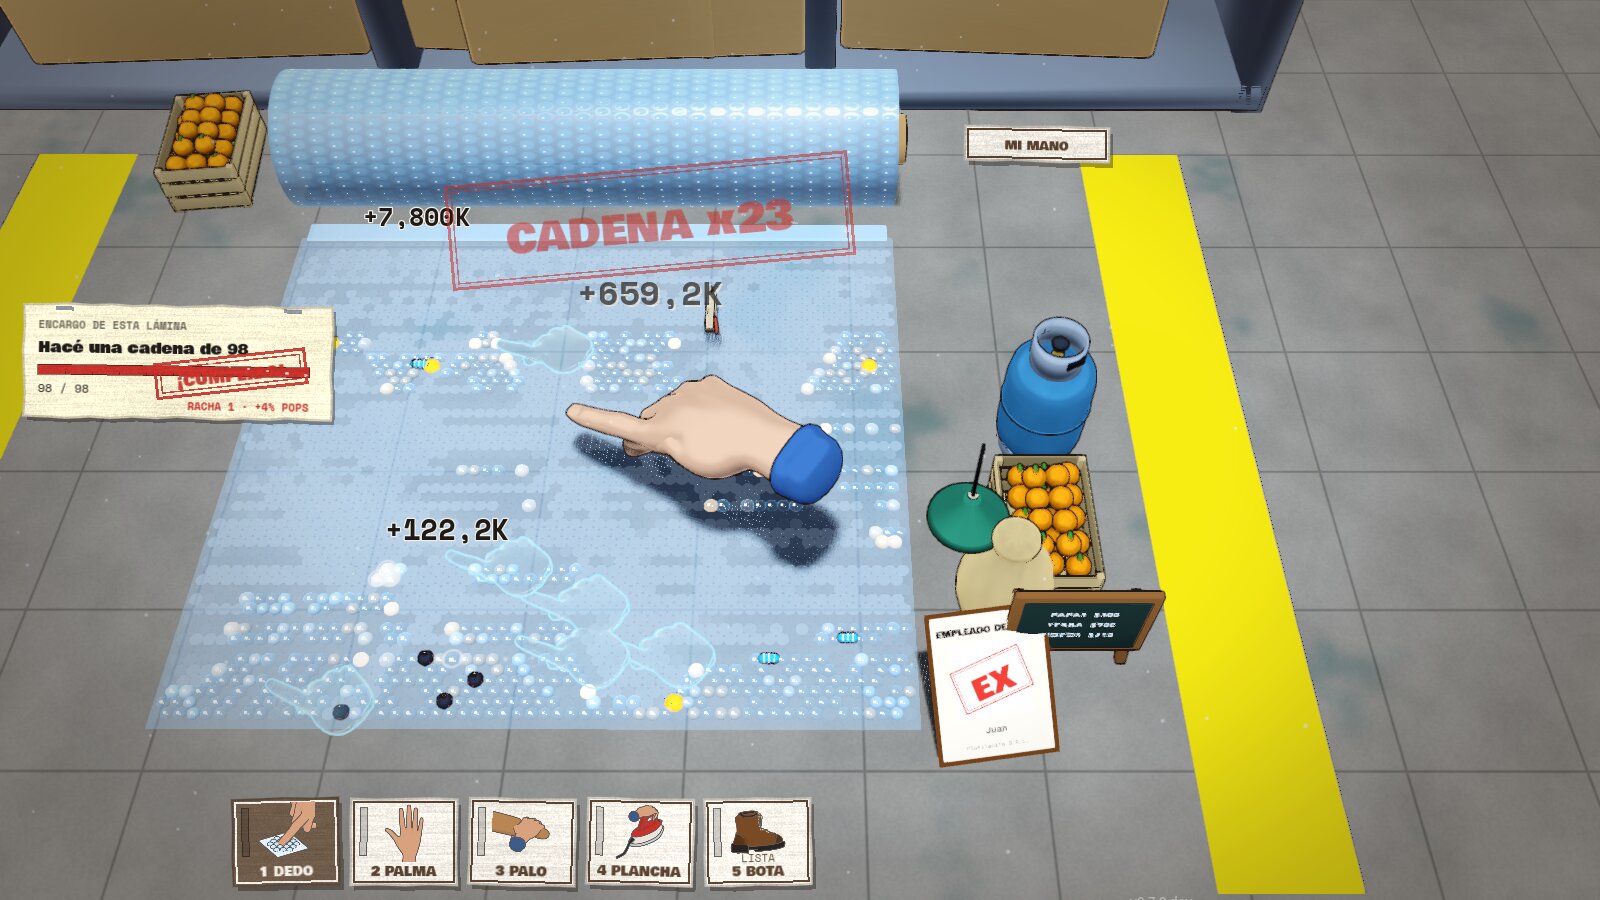 MI MANO
+7,800K
CADENA x23
+659,2K
ENCARGO DE ESTA LÁMINA
Hacé una cadena de 98
98 / 98
RACHA 1 · +4% POPS
+122,2K
EMPLEADO DE
EX
Juan
1 DEDO
2 PALMA
3 PALO
4 PLANCHA
LISTA
5 BOTA